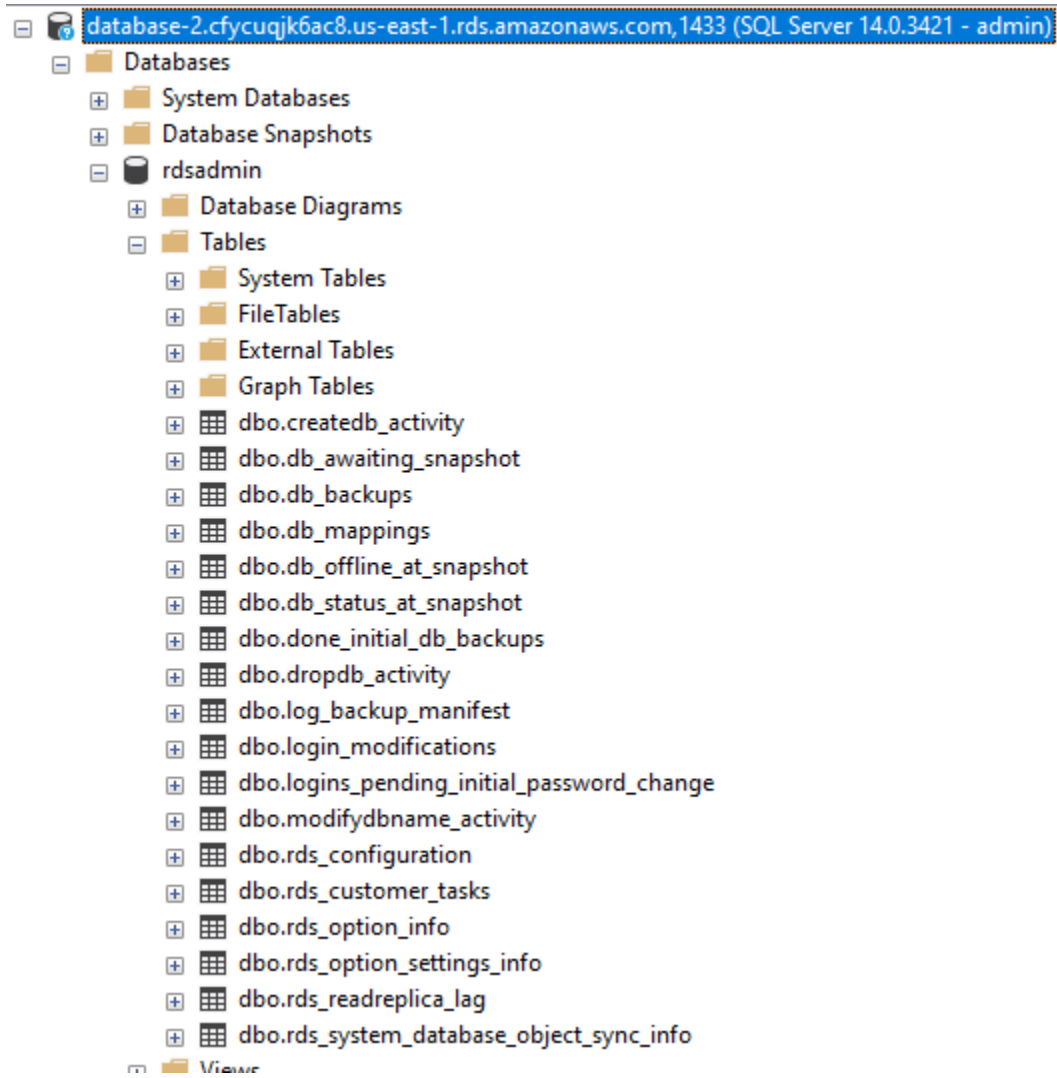 database-2.cfycuqjk6ac8.us-east-1.rds.amazonaws.com,1433 (SQL Server 14.0.3421 - admin)
Databases
System Databases
Database Snapshots
rdsadmin
Database Diagrams
Tables
System Tables
FileTables
External Tables
Graph Tables
dbo.createdb_activity
dbo.db_awaiting_snapshot
dbo.db_backups
dbo.db_mappings
dbo.db_offline_at_snapshot
dbo.db_status_at_snapshot
dbo.done_initial_db_backups
dbo.dropdb_activity
dbo.log_backup_manifest
dbo.login_modifications
dbo.logins_pending_initial_password_change
dbo.modifydbname_activity
dbo.rds_configuration
dbo.rds_customer_tasks
dbo.rds_option_info
dbo.rds_option_settings_info
dbo.rds_readreplica_lag
dbo.rds_system_database_object_sync_info
Views